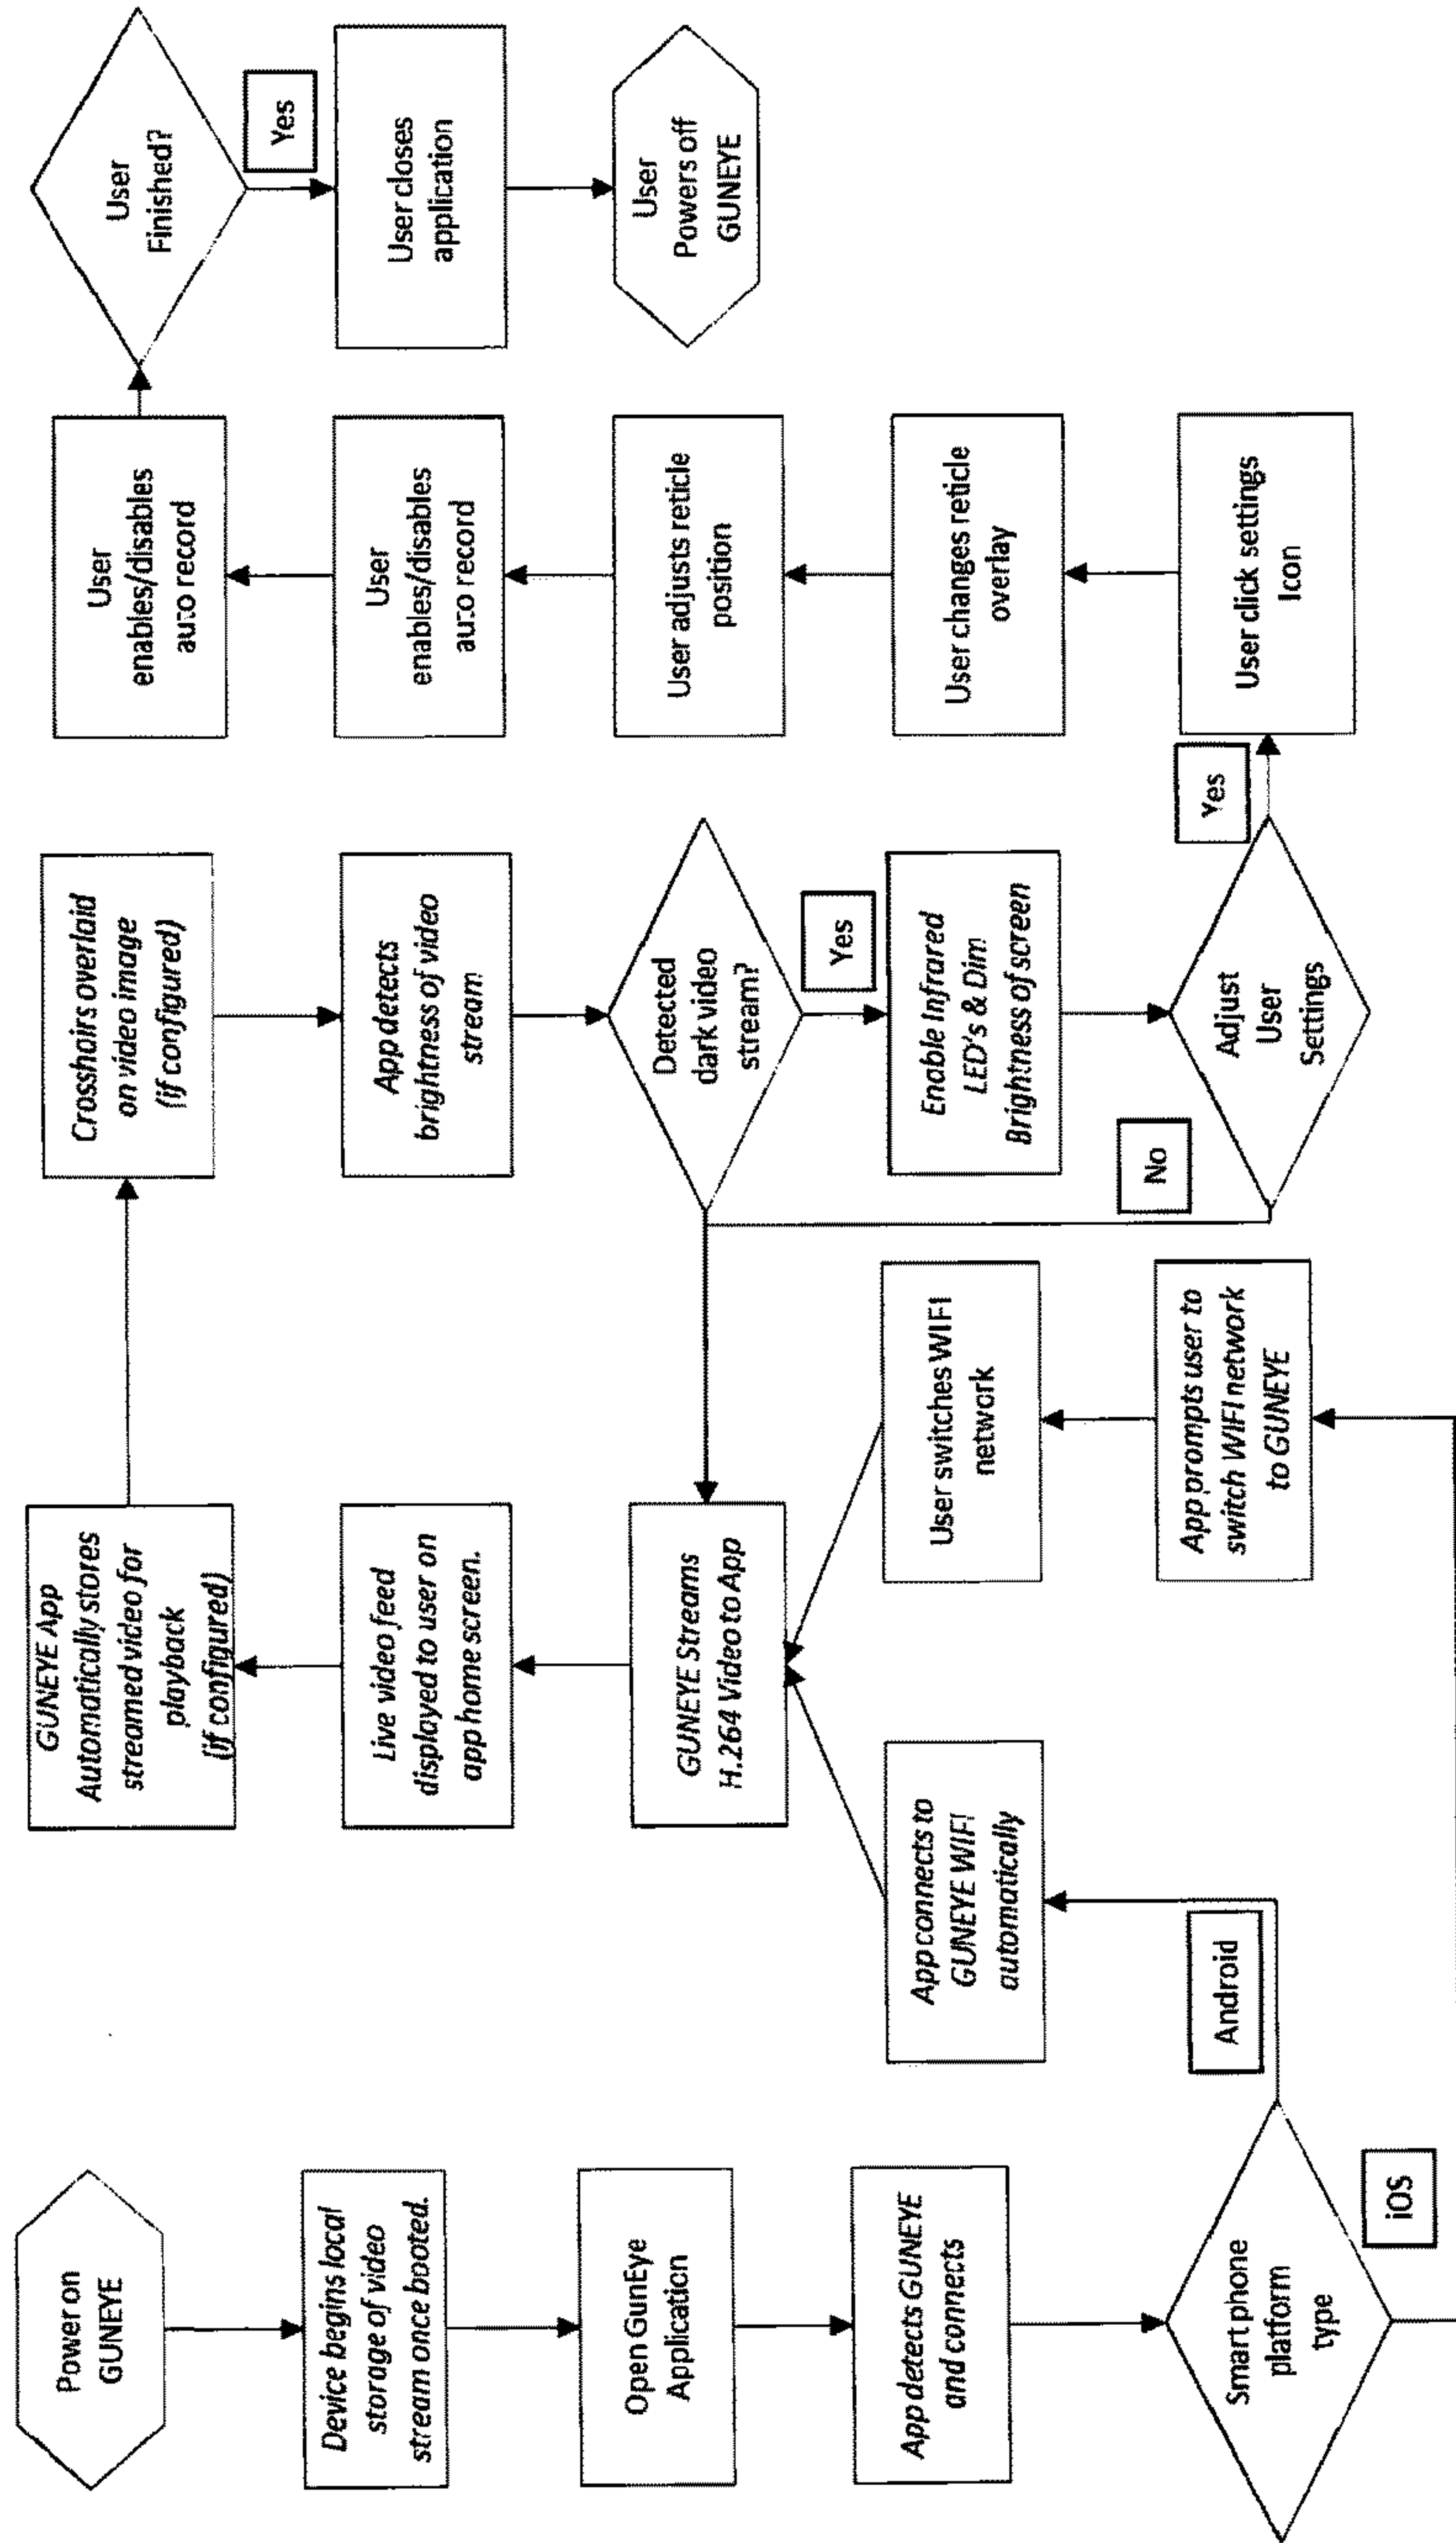 Power on
GUNEYE
Device begins local
storage of video
stream once booted.
Open GunEye
Application
App detects GUNEYE
and connects
Smart phone
platform
type
iOS
Android
App connects to
GUNEYE WIFI
automatically
App prompts user to
switch WIFI network
to GUNEYE
User switches WIFI
network
GUNEYE Streams
H.264 Video to App
Live video feed
displayed to user on
app home screen.
GUNEYE App
Automatically stores
streamed video for
playback
(if configured)
Crosshairs overlaid
on video image
(if configured)
App detects
brightness of video
stream
Detected
dark video
stream?
Yes
Enable Infrared
LED's & Dim
Brightness of screen
Adjust
User
Settings
No
Yes
User click settings
Icon
User changes reticle
overlay
User adjusts reticle
position
User
enables/disables
auto record
User
enables/disables
auto record
User
Finished?
Yes
User closes
application
User
Powers off
GUNEYE